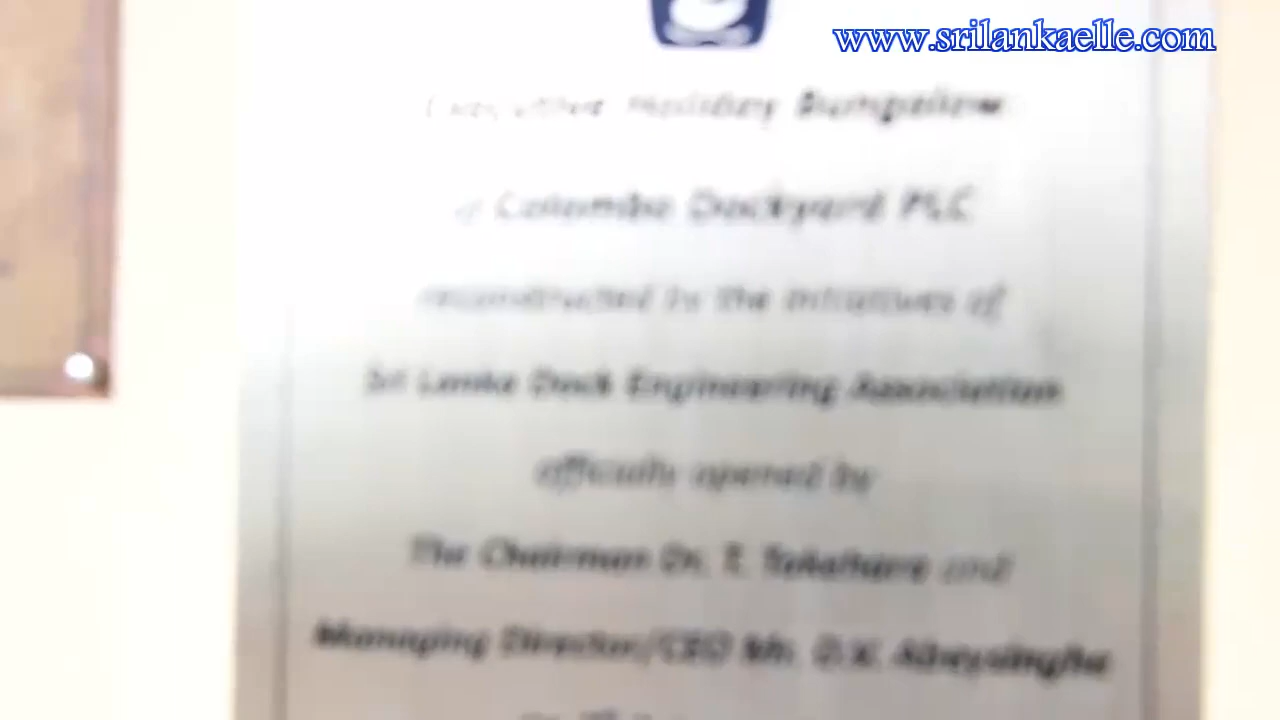 www.srilankaelle.com
Executive Holiday Bungalow
of Colombo Dockyard PLC
reconstructed by the initiatives of
Sri Lanka Dock Engineering Association
officially opened by
The Chairman Dr. T. Takehara and
Managing Director/CEO Mr. D.V. Abeysinghe